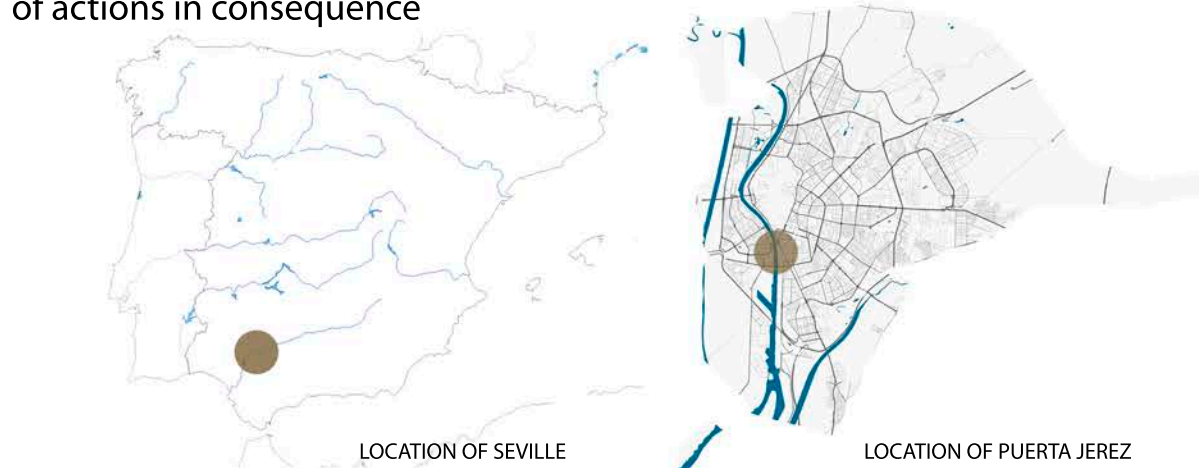 of actions in consequence
LOCATION OF SEVILLE
LOCATION OF PUERTA JEREZ